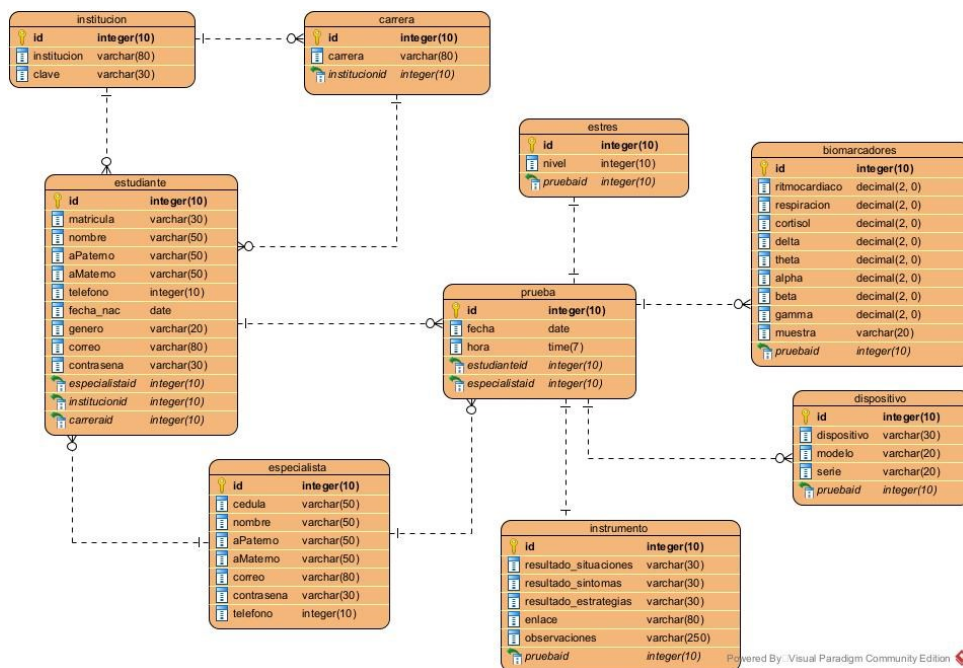 institucion
id integer(10)
institucion varchar(80)
clave varchar(30)
carrera
id integer(10)
carrera varchar(80)
institucionid integer(10)
estres
id integer(10)
nivel integer(10)
pruebaid integer(10)
biomarcadores
id integer(10)
ritmocardiaco decimal(2, 0)
respiracion decimal(2, 0)
cortisol decimal(2, 0)
delta decimal(2, 0)
theta decimal(2, 0)
alpha decimal(2, 0)
beta decimal(2, 0)
gamma decimal(2, 0)
muestra varchar(20)
pruebaid integer(10)
estudiante
id integer(10)
matricula varchar(30)
nombre varchar(50)
aPaterno varchar(50)
aMaterno varchar(50)
telefono integer(10)
fecha_nac date
genero varchar(20)
correo varchar(80)
contrasena varchar(30)
especialistaid integer(10)
institucionid integer(10)
carreraid integer(10)
prueba
id integer(10)
fecha date
hora time(7)
estudianteid integer(10)
especialistaid integer(10)
dispositivo
id integer(10)
dispositivo varchar(30)
modelo varchar(20)
serie varchar(20)
pruebaid integer(10)
especialista
id integer(10)
cedula varchar(50)
nombre varchar(50)
aPaterno varchar(50)
aMaterno varchar(50)
correo varchar(80)
contrasena varchar(30)
telefono integer(10)
instrumento
id integer(10)
resultado_situaciones varchar(30)
resultado_sintomas varchar(30)
resultado_estrategias varchar(30)
enlace varchar(80)
observaciones varchar(250)
pruebaid integer(10)
Powered By Visual Paradigm Community Edition